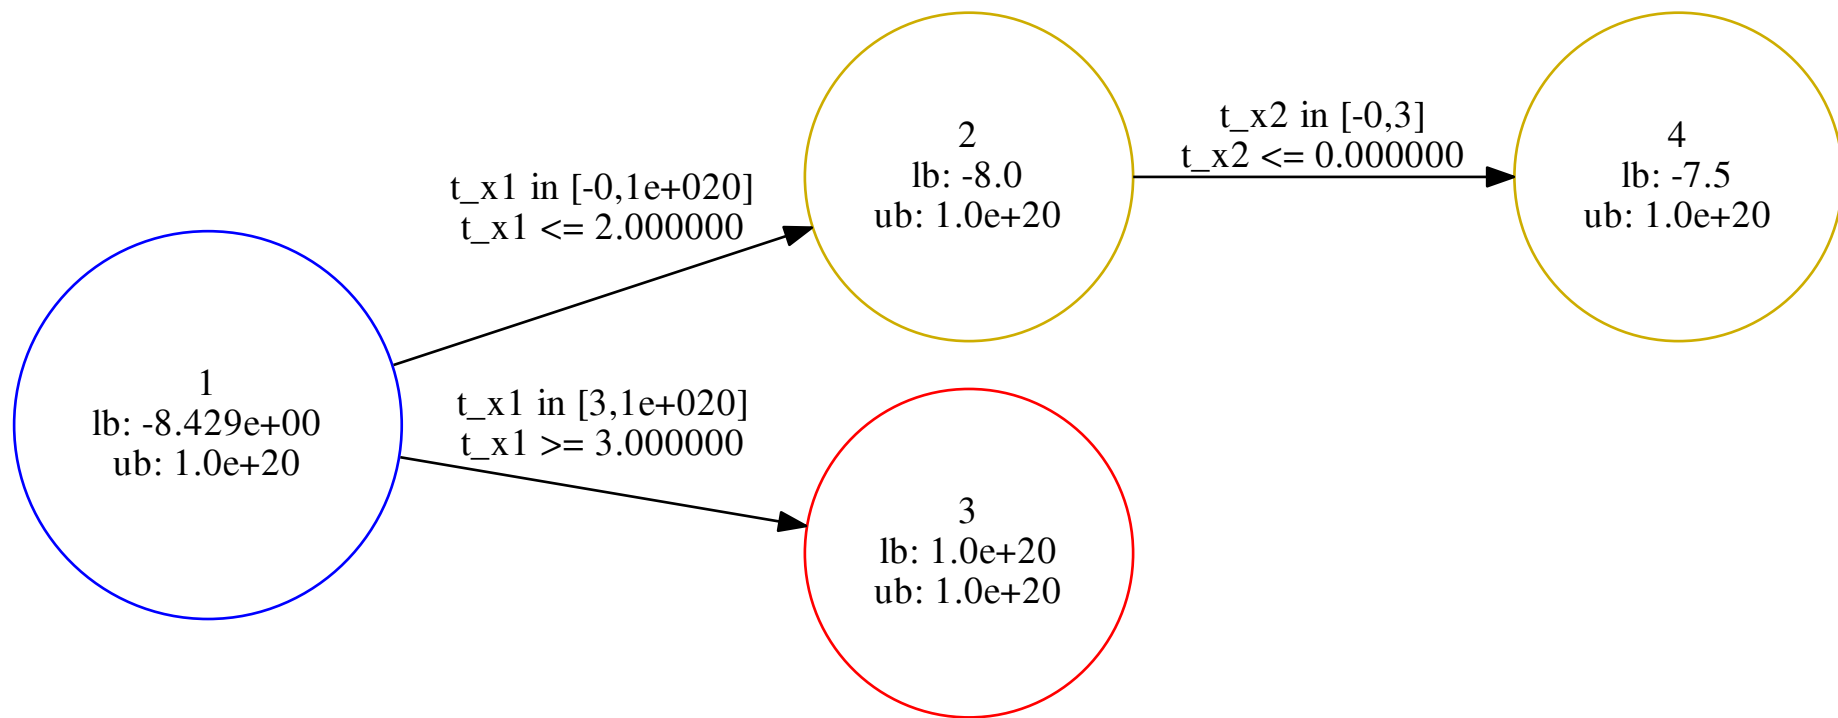 1
lb: -8.429e+00
ub: 1.0e+20
t_x1 in [-0,1e+020]
t_x1 <= 2.000000
t_x1 in [3,1e+020]
t_x1 >= 3.000000
2
lb: -8.0
ub: 1.0e+20
3
lb: 1.0e+20
ub: 1.0e+20
t_x2 in [-0,3]
t_x2 <= 0.000000
4
lb: -7.5
ub: 1.0e+20